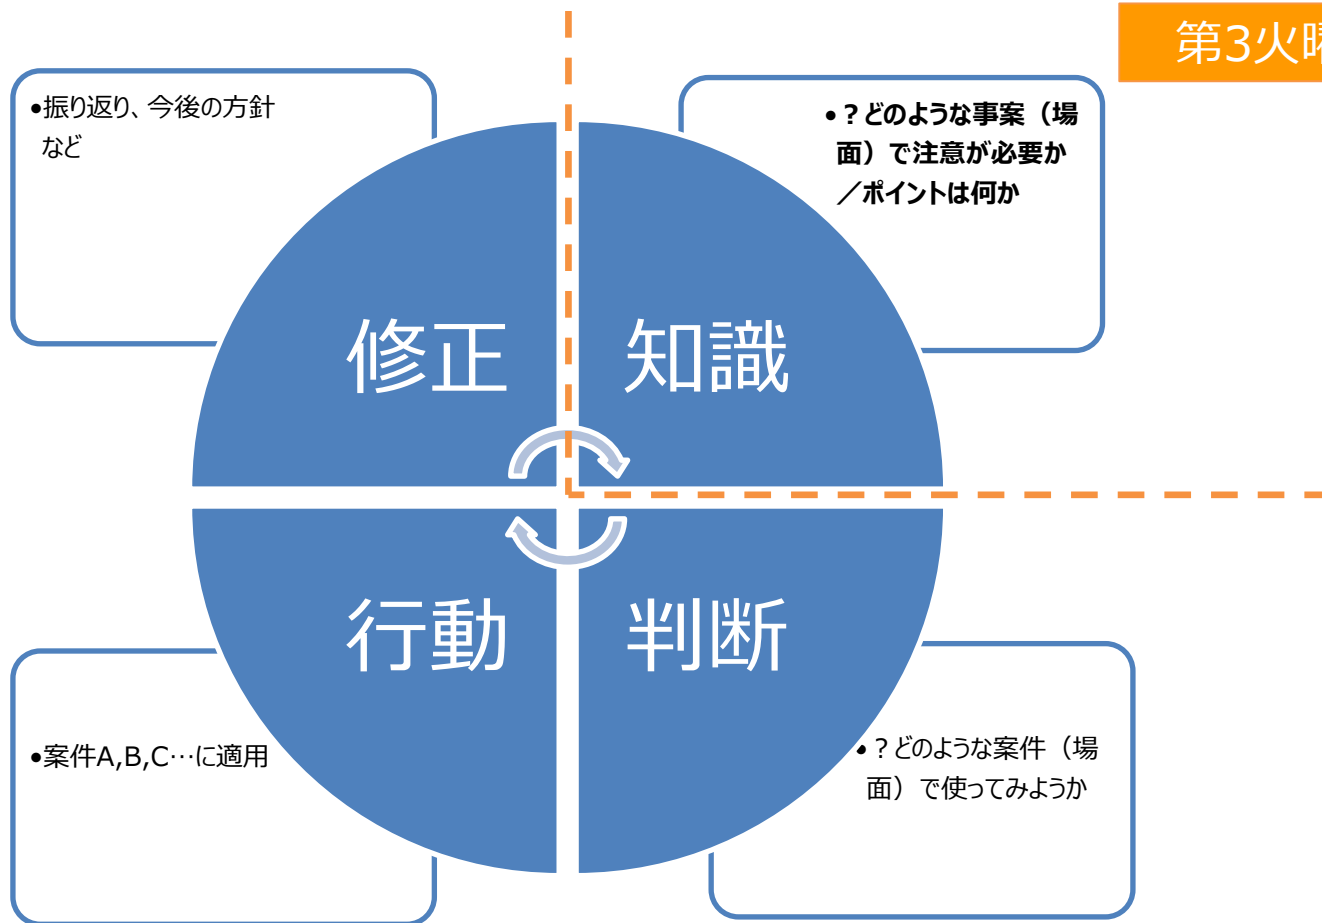 第3火曜
•振り返り、今後の方針
など
•？どのような事案（場
面）で注意が必要か
／ポイントは何か
修正
知識
行動
判断
•案件A,B,C…に適用
•？どのような案件（場
面）で使ってみようか